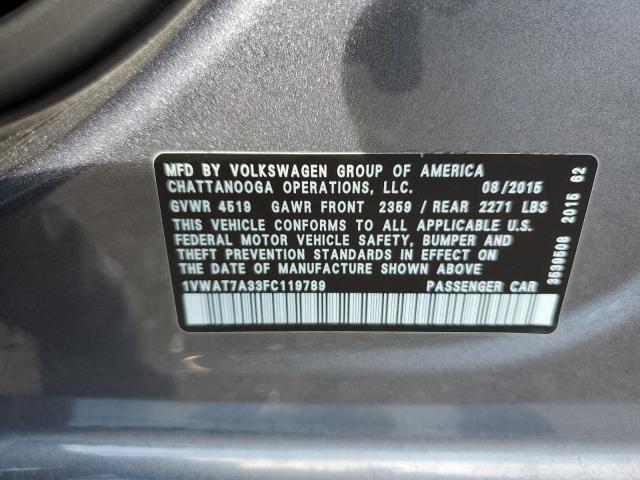 MFD BY VOLKSWAGEN GROUP OF AMERICA
CHATTANOOGA OPERATIONS, LLC. 08/2015
GVWR 4519 GAWR FRONT 2359 / REAR 2271 LBS
THIS VEHICLE CONFORMS TO ALL APPLICABLE U.S.
FEDERAL MOTOR VEHICLE SAFETY, BUMPER AND
THEFT PREVENTION STANDARDS IN EFFECT ON
THE DATE OF MANUFACTURE SHOWN ABOVE
1VWAT7A33FC119789 PASSENGER CAR
3539508 2015 62